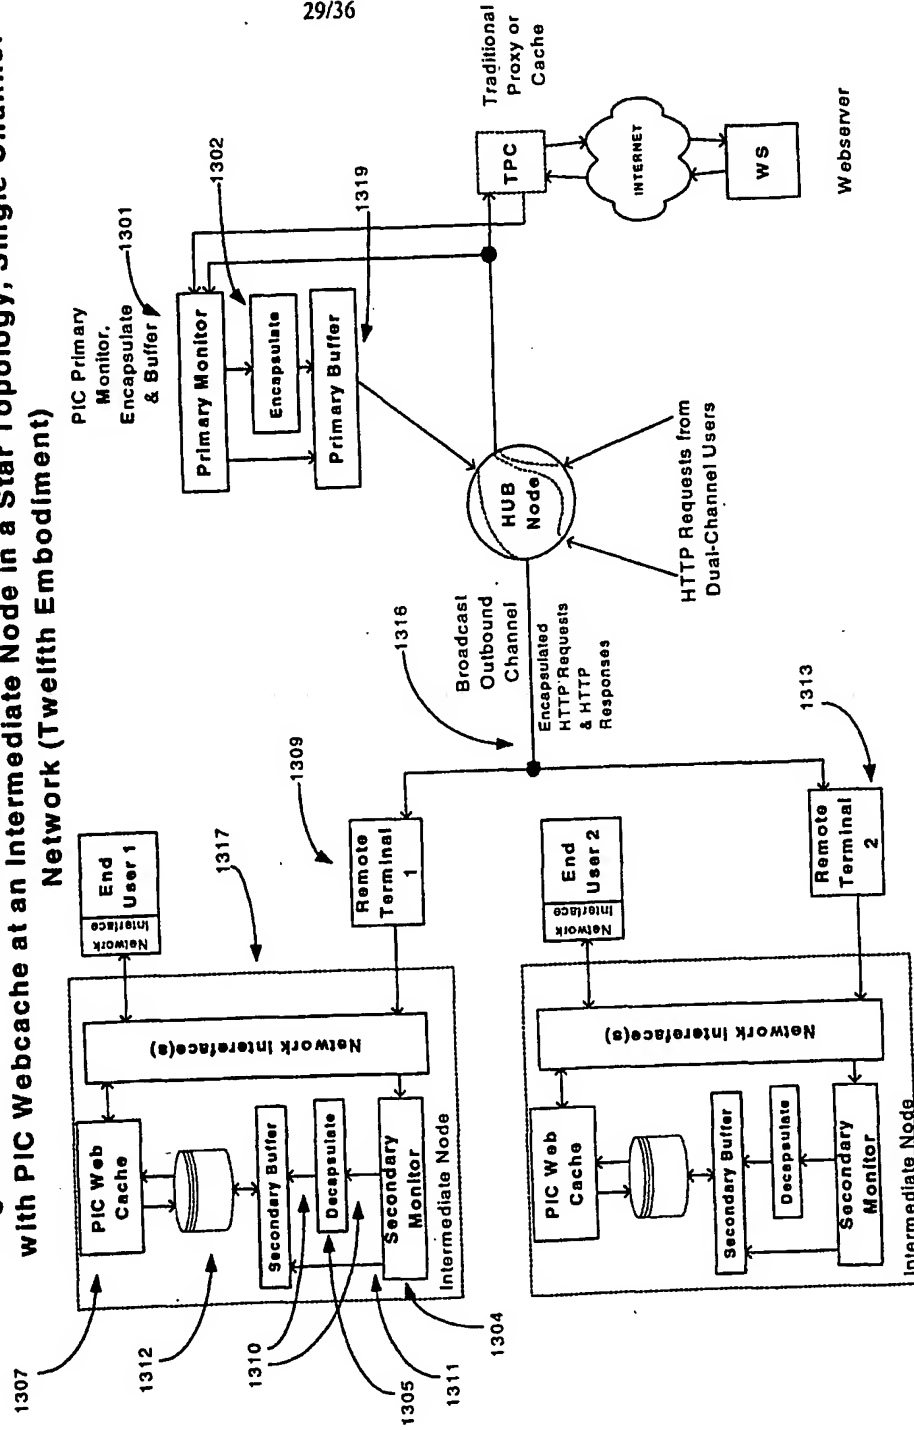 29/36
with PIC Webcache at an Intermediate Node in a Star Topology, Single Channel
Network (Twelfth Embodiment)
PIC Primary
Monitor,
Encapsulate
& Buffer
1301
1302
1319
Primary Monitor
Encapsulate
Primary Buffer
Traditional
Proxy or
Cache
TPC
INTERNET
WS
Webserver
HUB
Node
HTTP Requests from
Dual-Channel Users
Broadcast
Outbound
Channel
1316
Encapsulated
HTTP Requests
& HTTP
Responses
1309
Remote
Terminal
1
1313
Remote
Terminal
2
1317
End
User 1
Network
Interface
Network Intereface(s)
PIC Web
Cache
Secondary Buffer
Decapsulate
Secondary
Monitor
Intermediate Node
1307
1312
1310
1305
1311
1304
End
User 2
Network
Interface
Network Intereface(s)
PIC Web
Cache
Secondary Buffer
Decapsulate
Secondary
Monitor
Intermediate Node